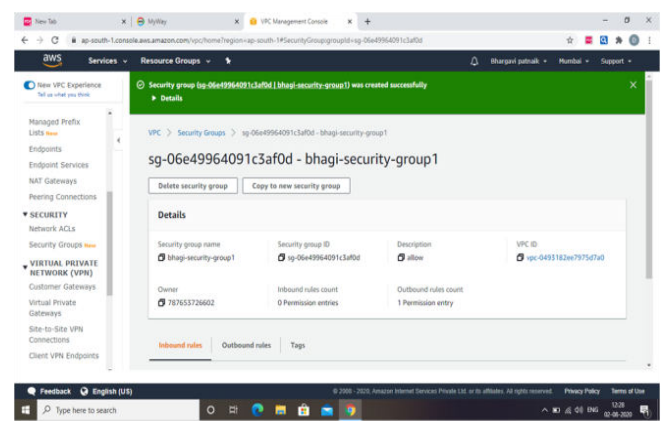 New Tab
MyWay
VPC Management Console
ap-south-1.console.aws.amazon.com/vpc/home?region=ap-south-1#SecurityGroup:groupId=sg-06e49964091c3af0d
aws
Services
Resource Groups
Bhargavi patnaik
Mumbai
Support
New VPC Experience
Tell us what you think
Security group (sg-06e49964091c3af0d | bhagi-security-group1) was created successfully
Details
Managed Prefix
Lists New
Endpoints
Endpoint Services
NAT Gateways
Peering Connections
SECURITY
Network ACLs
Security Groups New
VIRTUAL PRIVATE
NETWORK (VPN)
Customer Gateways
Virtual Private
Gateways
Site-to-Site VPN
Connections
Client VPN Endpoints
VPC > Security Groups > sg-06e49964091c3af0d - bhagi-security-group1
sg-06e49964091c3af0d - bhagi-security-group1
Delete security group
Copy to new security group
Details
Security group name
Security group ID
Description
VPC ID
bhagi-security-group1
sg-06e49964091c3af0d
allow
vpc-0493182ee7975d7a0
Owner
Inbound rules count
Outbound rules count
787653726602
0 Permission entries
1 Permission entry
Inbound rules
Outbound rules
Tags
Feedback
English (US)
© 2008 - 2020, Amazon Internet Services Private Ltd. or its affiliates. All rights reserved.
Privacy Policy
Terms of Use
Type here to search
ENG
12:28
02-06-2020